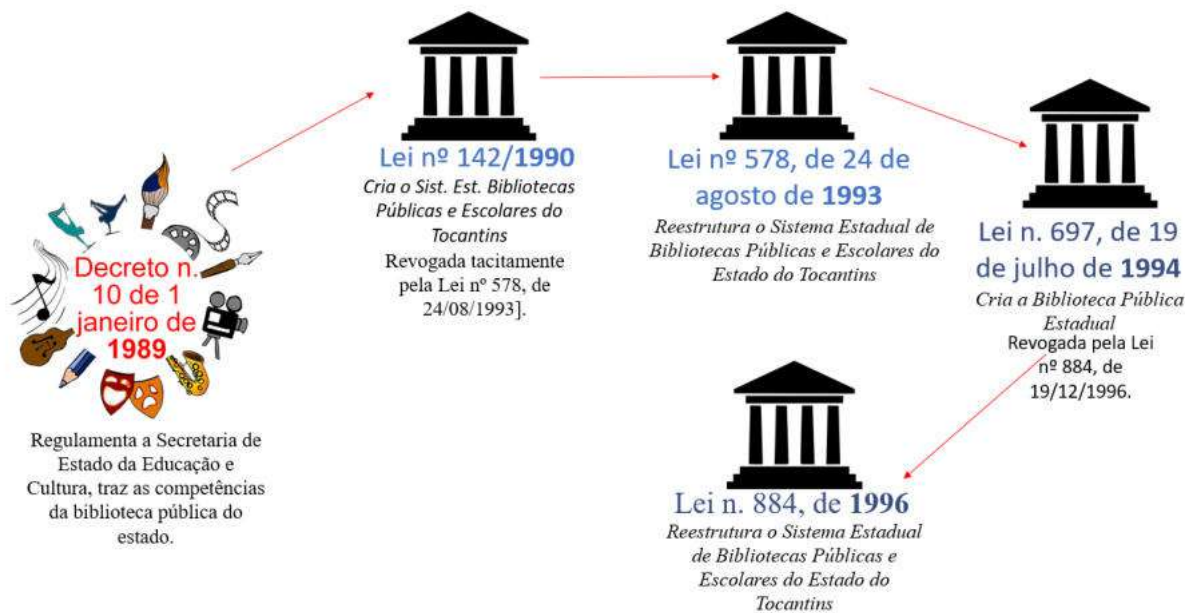 Decreto n.
10 de 1
janeiro de
1989
Regulamenta a Secretaria de
Estado da Educação e
Cultura, traz as competências
da biblioteca pública do
estado.
Lei nº 142/1990
Cria o Sist. Est. Bibliotecas
Públicas e Escolares do
Tocantins
Revogada tacitamente
pela Lei nº 578, de
24/08/1993].
Lei nº 578, de 24 de
agosto de 1993
Reestrutura o Sistema Estadual de
Bibliotecas Públicas e Escolares do
Estado do Tocantins
Lei n. 697, de 19
de julho de 1994
Cria a Biblioteca Pública
Estadual
Revogada pela Lei
nº 884, de
19/12/1996.
Lei n. 884, de 1996
Reestrutura o Sistema Estadual
de Bibliotecas Públicas e
Escolares do Estado do
Tocantins